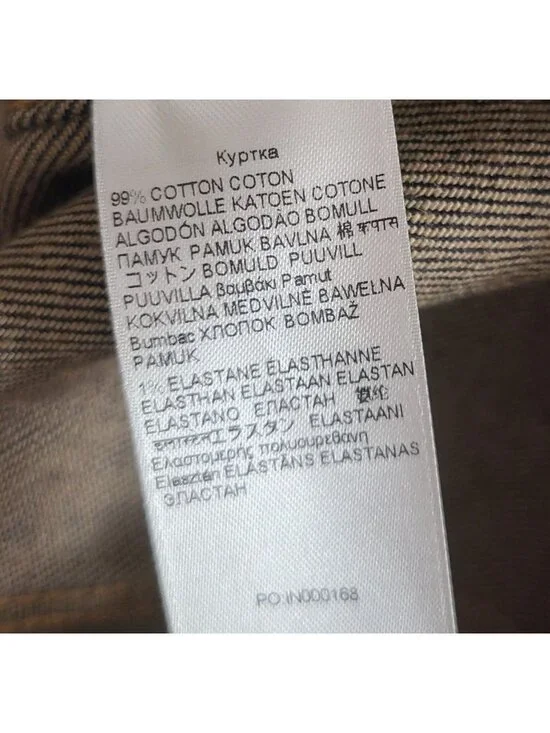 Куртка
99% COTTON COTON
BAUMWOLLE KATOEN COTONE
ALGODÓN ALGODÃO BOMULL
ПАМУК PAMUK BAVLNA 棉 कपास
コットン BOMULD PUUVILL
PUUVILLA βαμβάκι Pamut
KOKVILNA MEDVILNĖ BAWEŁNA
Bumbac ХЛОПОК BOMBAŽ
PAMUK
1% ELASTANE ÉLASTHANNE
ELASTHAN ELASTAAN ELASTAN
ELASTANO ЕЛАСТАН
エラスタン ELASTAANI
Ελαστομερής πολυουρεθάνη
Elesztén ELASTĀNS ELASTANAS
ЭЛАСТАН
PO:IN000168